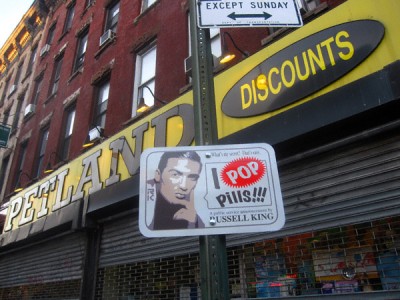 EXCEPT SUNDAY
DISCOUNTS
PETLAND
I POP
Pills!!!
RUSSELL KING